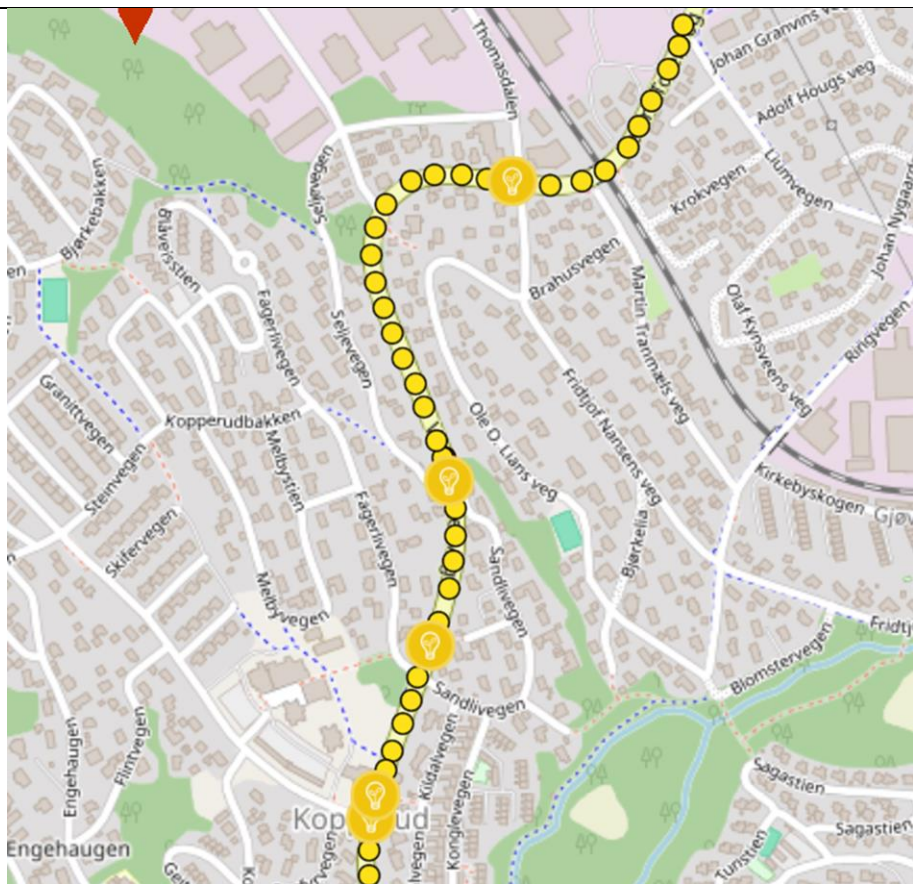 Thomasdalen
Johan Granvins veg
Adolf Hougs veg
Liumvegen
Krokvegen
Johan Nygaard
Seljevegen
Bjørkebakken
Blåveisstien
Brahusvegen
Martin Tranmæls veg
Olaf Kynsveens veg
Ringvegen
Fagerlivegen
Seljevegen
Granittvegen
Kopperudbakken
Melbystien
Ole O. Lians veg
Fridtjof Nansens veg
Steinvegen
Kirkebyskogen
Gjøv
Skifervegen
Fagerlivegen
Bjørkelia
Sandlivegen
Melbyvegen
Fridtj
Blomstervegen
Sandlivegen
Engehaugen
Flintvegen
Kildalvegen
Konglevegen
Sagastien
Sagastien
Tunstien
Engehaugen